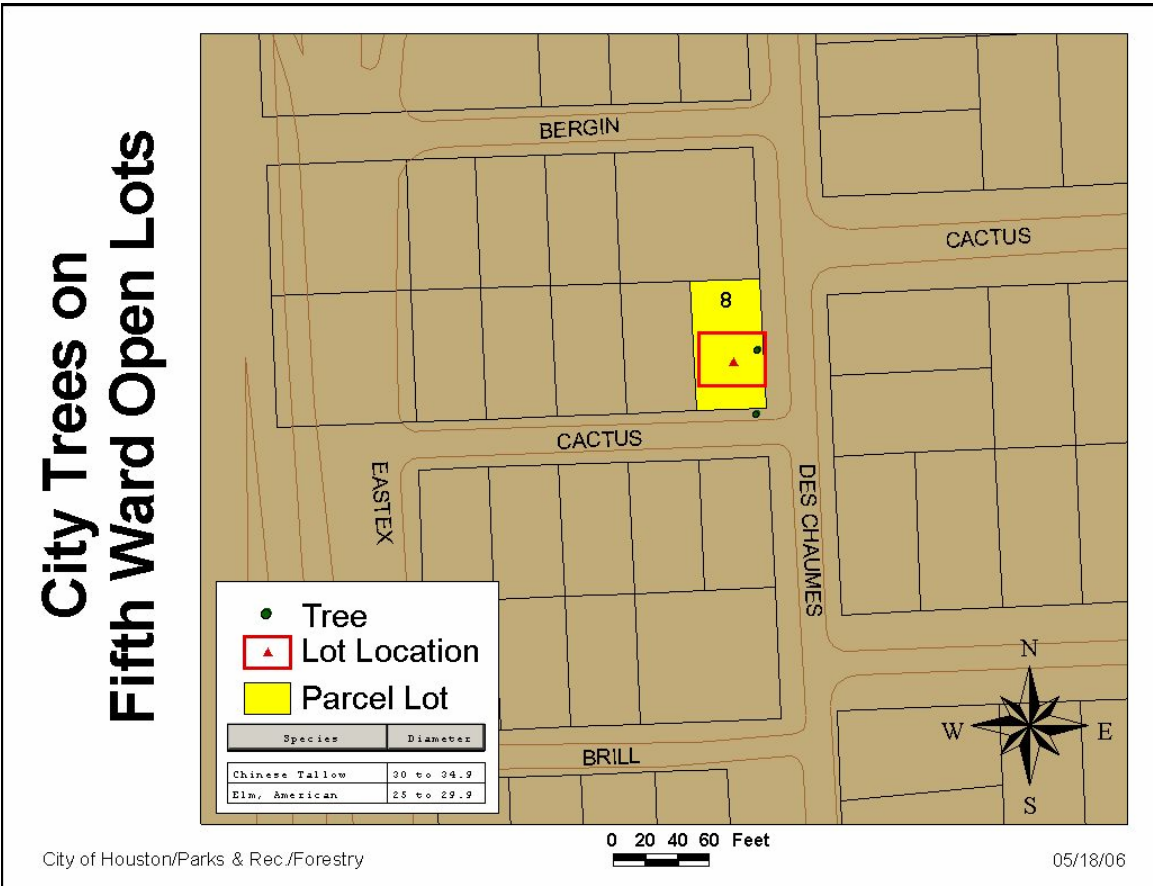 City Trees on
Fifth Ward Open Lots
BERGIN
CACTUS
8
CACTUS
EASTEX
DES CHAUMES
Tree
Lot Location
Parcel Lot
Species Diameter
Chinese Tallow 30 to 34.9
Elm, American 25 to 29.9
BRILL
N
W E
S
0 20 40 60 Feet
City of Houston/Parks & Rec./Forestry
05/18/06